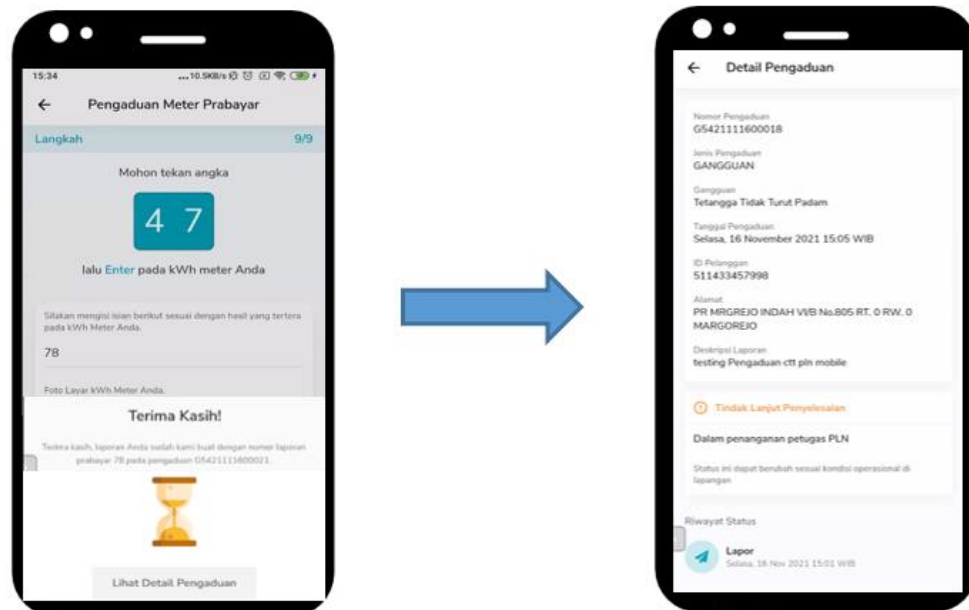 15:34
...10.5KB/s
Pengaduan Meter Prabayar
Langkah 9/9
Mohon tekan angka
4 7
lalu Enter pada kWh meter Anda
Silakan mengisi isian berikut sesuai dengan hasil yang tertera
pada kWh Meter Anda.
78
Foto Layar kWh Meter Anda.
Terima Kasih!
Terima kasih, laporan Anda sudah kami buat dengan nomor laporan
prabayar 78 pada pengaduan G5421111600021.
Lihat Detail Pengaduan
Detail Pengaduan
Nomor Pengaduan
G5421111600018
Jenis Pengaduan
GANGGUAN
Gangguan
Tetangga Tidak Turut Padam
Tanggal Pengaduan
Selasa, 16 November 2021 15:05 WIB
ID Pelanggan
511433457998
Alamat
PR MRGREJO INDAH VI/B No.805 RT. 0 RW. 0
MARGOREJO
Deskripsi Laporan
testing Pengaduan ctt pln mobile
Tindak Lanjut Penyelesaian
Dalam penanganan petugas PLN
Status ini dapat berubah sesuai kondisi operasional di
lapangan
Riwayat Status
Lapor
Selasa, 16 Nov 2021 15:01 WIB